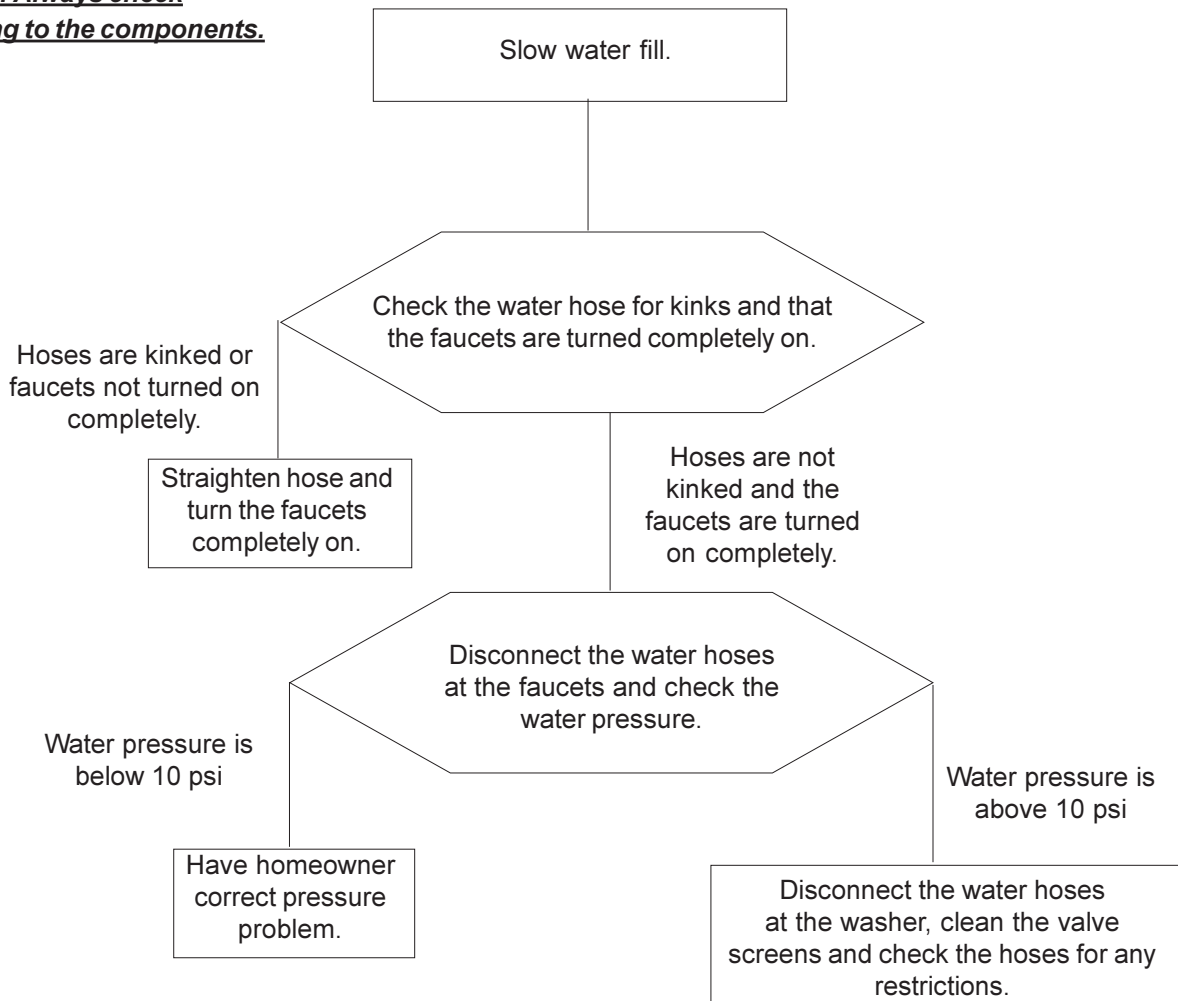 Always check
to the components.
Slow water fill.
Check the water hose for kinks and that
the faucets are turned completely on.
Hoses are kinked or
faucets not turned on
completely.
Straighten hose and
turn the faucets
completely on.
Hoses are not
kinked and the
faucets are turned
on completely.
Disconnect the water hoses
at the faucets and check the
water pressure.
Water pressure is
below 10 psi
Water pressure is
above 10 psi
Have homeowner
correct pressure
problem.
Disconnect the water hoses
at the washer, clean the valve
screens and check the hoses for any
restrictions.